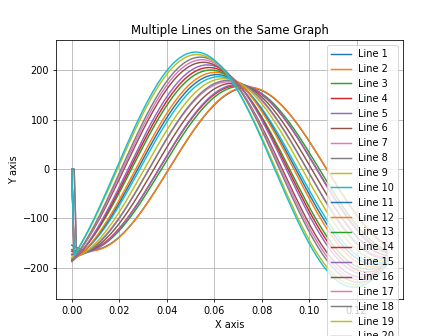 Multiple Lines on the Same Graph
Y axis
200
100
0
−100
−200
0.00
0.02
0.04
0.06
0.08
0.10
X axis
Line 1
Line 2
Line 3
Line 4
Line 5
Line 6
Line 7
Line 8
Line 9
Line 10
Line 11
Line 12
Line 13
Line 14
Line 15
Line 16
Line 17
Line 18
Line 19
Line 20